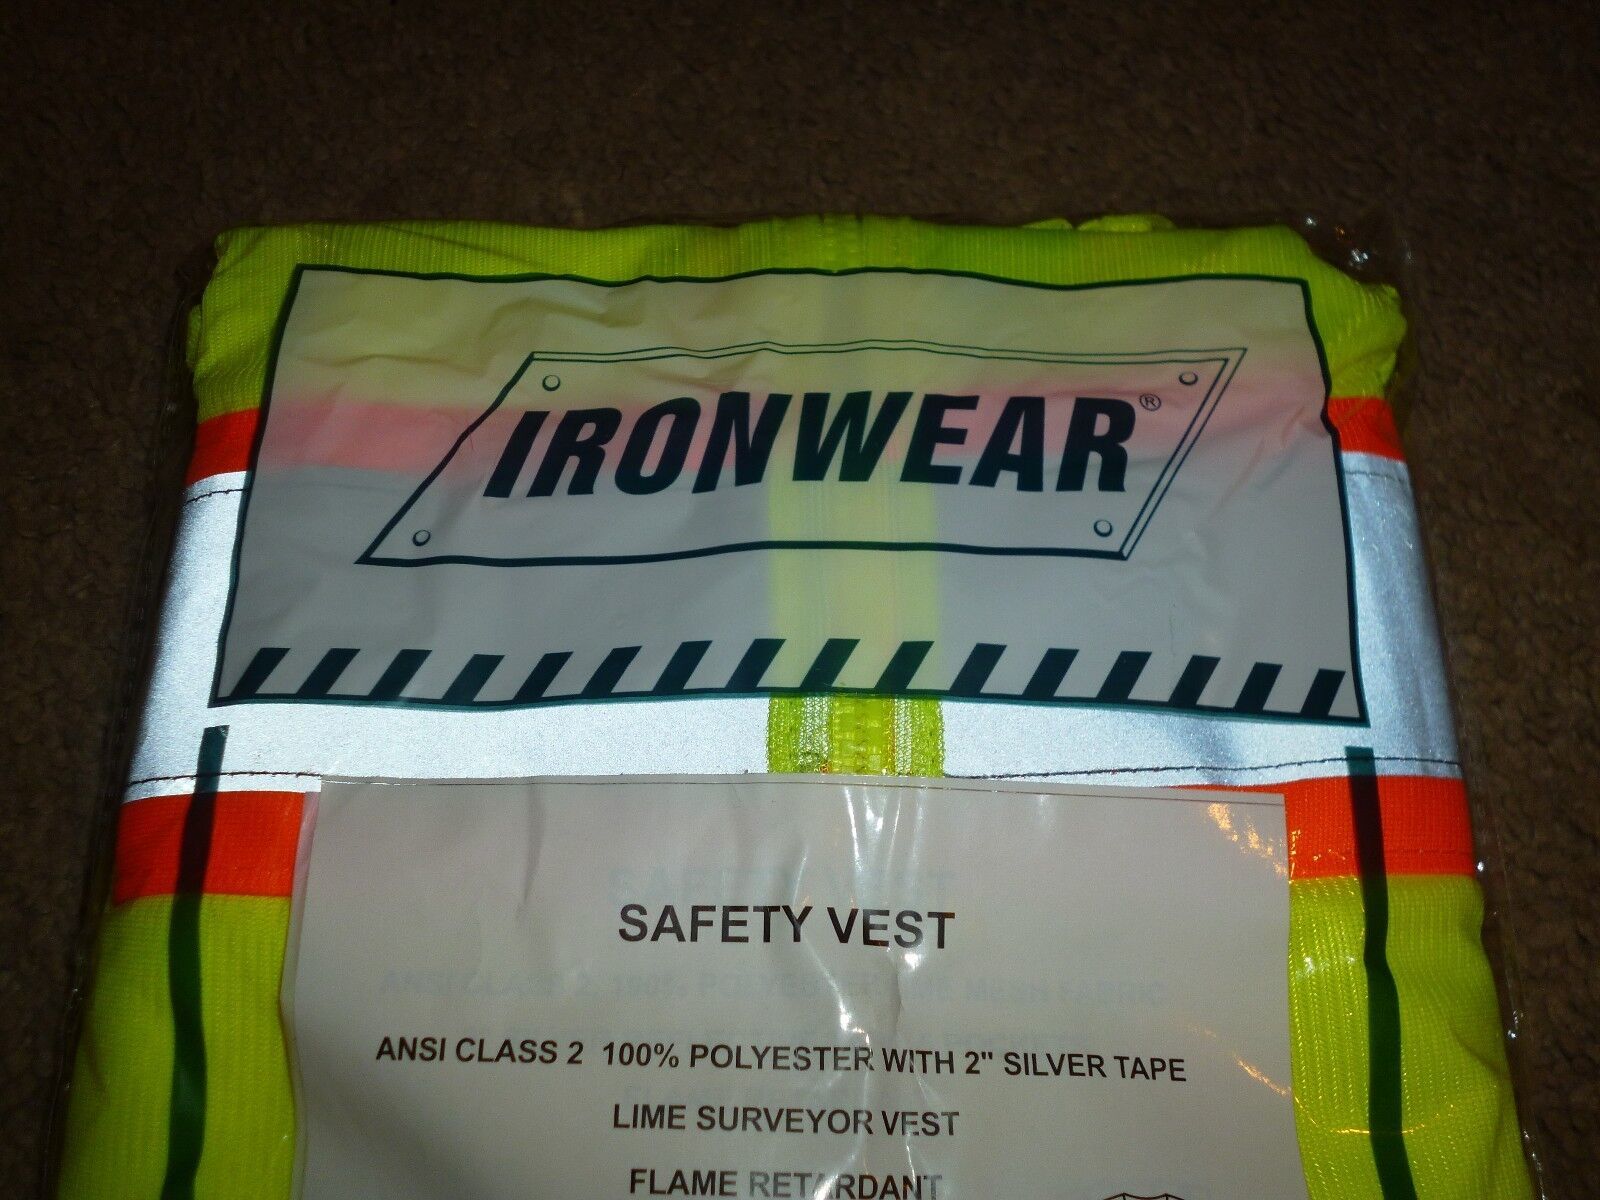 IRONWEAR®
SAFETY VEST
ANSI CLASS 2 100% POLYESTER WITH 2" SILVER TAPE
LIME SURVEYOR VEST
FLAME RETARDANT